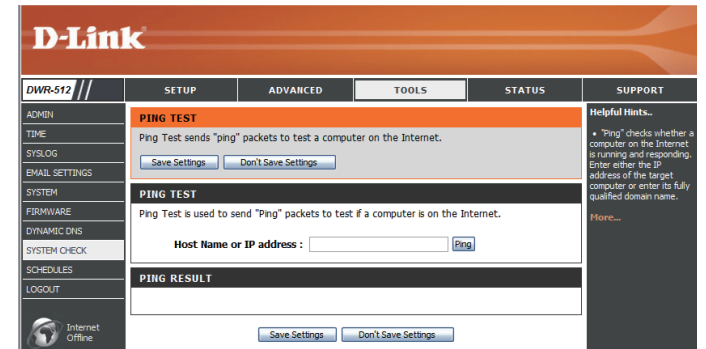 D-Link
DWR-512
SETUP
ADVANCED
TOOLS
STATUS
SUPPORT
ADMIN
TIME
SYSLOG
EMAIL SETTINGS
SYSTEM
FIRMWARE
DYNAMIC DNS
SYSTEM CHECK
SCHEDULES
LOGOUT
Internet
Offline
PING TEST
Ping Test sends "ping" packets to test a computer on the Internet.
Save Settings Don't Save Settings
PING TEST
Ping Test is used to send "Ping" packets to test if a computer is on the Internet.
Host Name or IP address : Ping
PING RESULT
Save Settings Don't Save Settings
Helpful Hints..
• "Ping" checks whether a
computer on the Internet
is running and responding.
Enter either the IP
address of the target
computer or enter its fully
qualified domain name.
More...